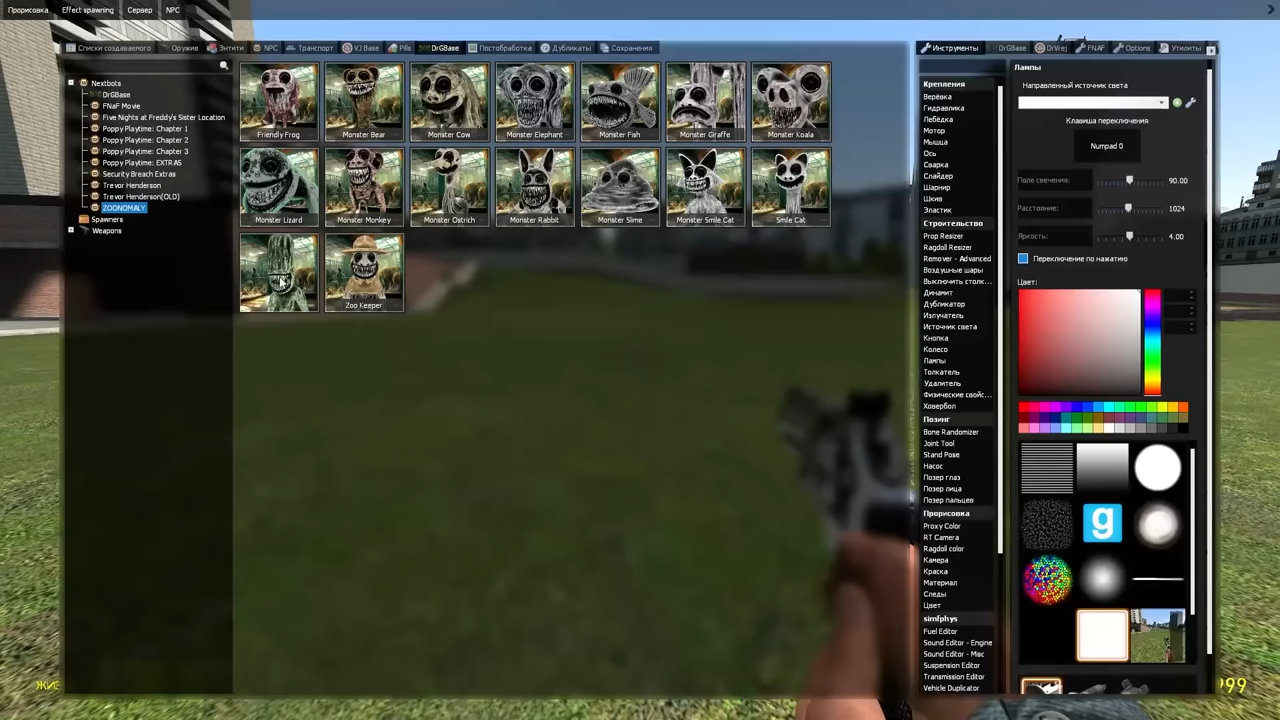 Прорисовка Effect spawning Сервер NPC
Списки создаваемого Оружие Энтити NPC Транспорт VJ Base Pills DrGBase Постобработка Дубликаты Сохранения
Инструменты DrGBase DrVrej FNAF Options Утилиты
Nextbots
DrGBase
FNaF Movie
Five Nights at Freddy's Sister Location
Poppy Playtime: Chapter 1
Poppy Playtime: Chapter 2
Poppy Playtime: Chapter 3
Poppy Playtime: EXTRAS
Security Breach Extras
Trevor Henderson
Trevor Henderson(OLD)
ZOONOMALY
Spawners
Weapons
Friendly Frog Monster Bear Monster Cow Monster Elephant Monster Fish Monster Giraffe Monster Koala
Monster Lizard Monster Monkey Monster Ostrich Monster Rabbit Monster Slime Monster Smile Cat Smile Cat
Zoo Keeper
Крепления
Верёвка
Гидравлика
Лебёдка
Мотор
Мышца
Ось
Сварка
Слайдер
Шарнир
Шкив
Эластик
Строительство
Prop Resizer
Ragdoll Resizer
Remover - Advanced
Воздушные шары
Выключить столк...
Динамит
Дубликатор
Излучатель
Источник света
Кнопка
Колесо
Лампы
Толкатель
Удалитель
Физические свойс...
Ховербол
Позинг
Bone Randomizer
Joint Tool
Stand Pose
Насос
Позер глаз
Позер лица
Позер пальцев
Прорисовка
Proxy Color
RT Camera
Ragdoll color
Камера
Краска
Материал
Следы
Цвет
simfphys
Fuel Editor
Sound Editor - Engine
Sound Editor - Misc
Suspension Editor
Transmission Editor
Vehicle Duplicator
Лампы
Направленный источник света
Клавиша переключения
Numpad 0
Поле свечения: 90.00
Расстояние: 1024
Яркость: 4.00
Переключение по нажатию
Цвет:
g